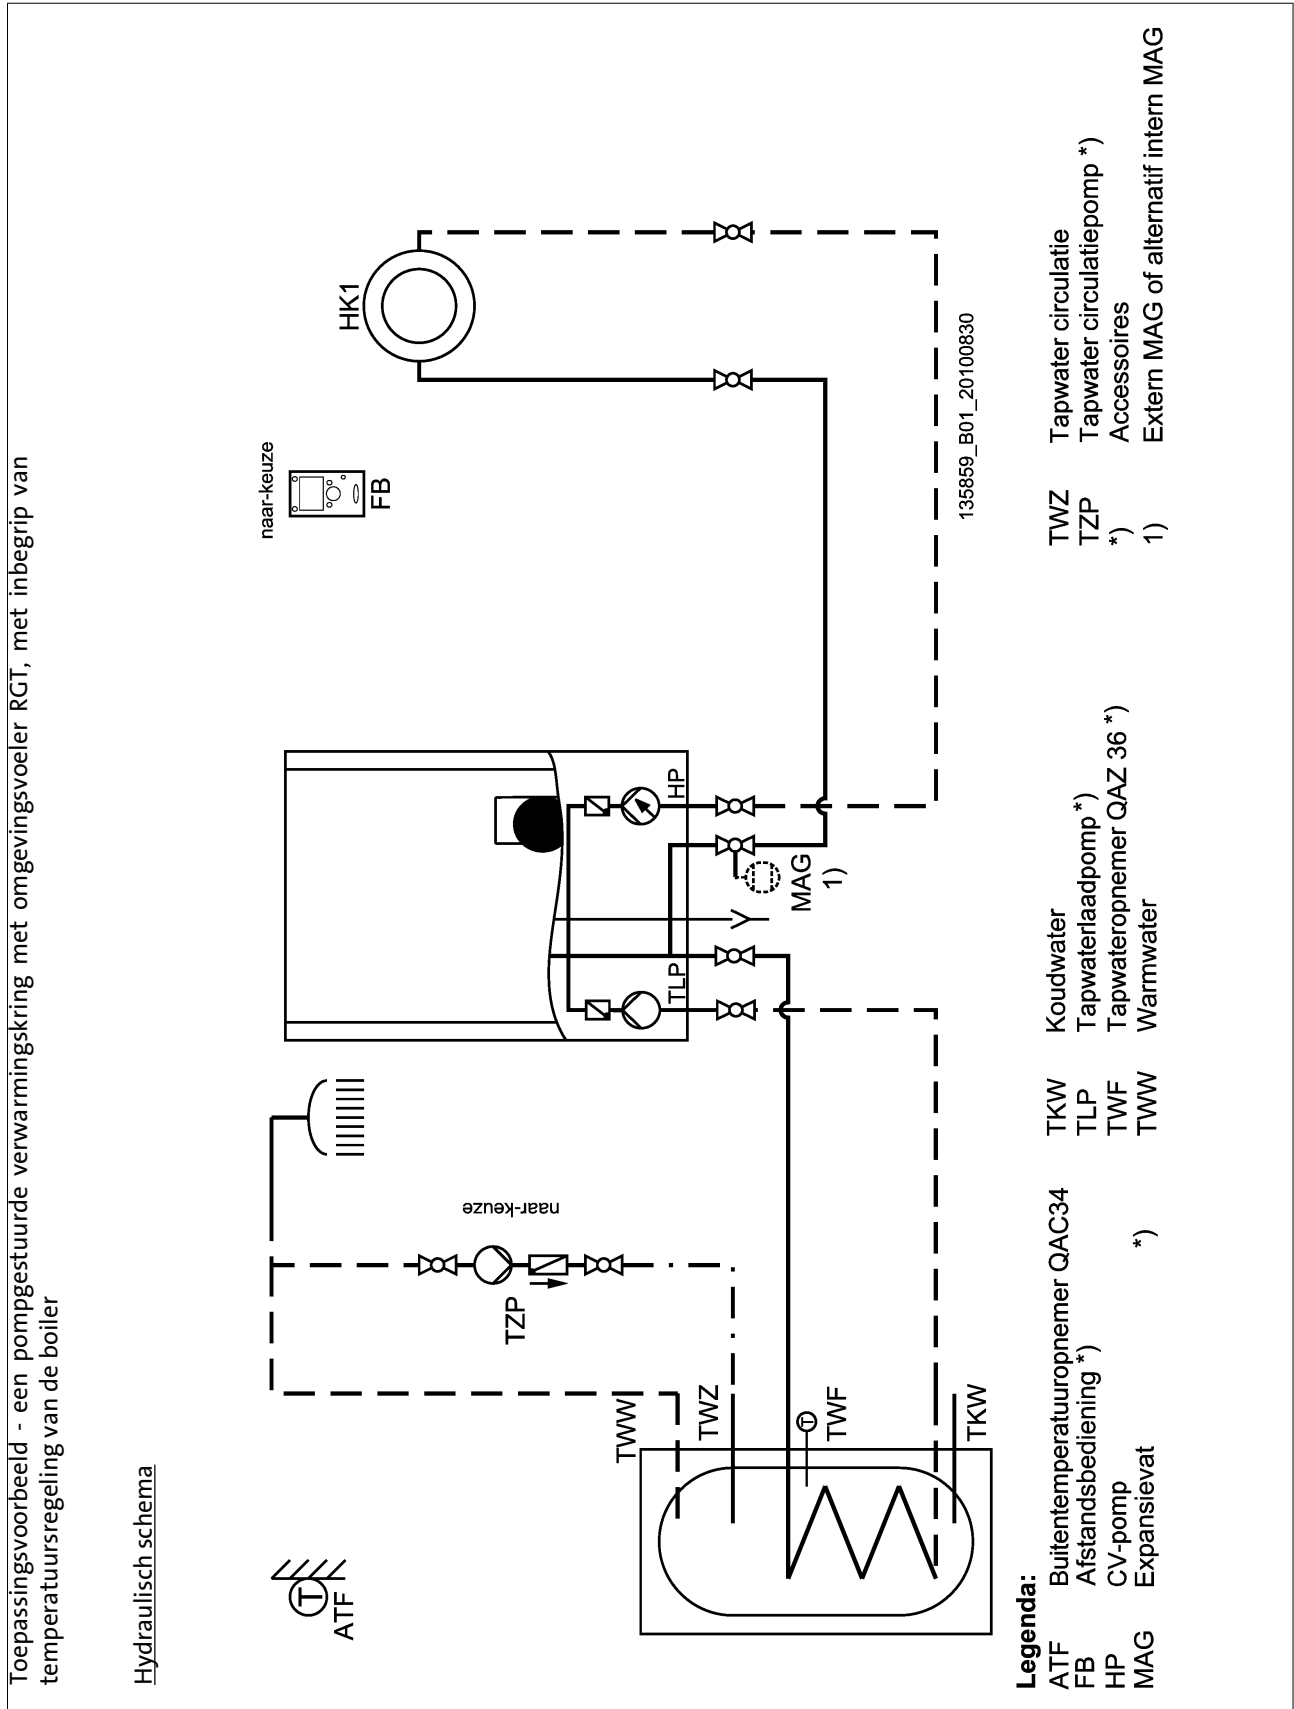 Toepassingsvoorbeeld - een pompgestuurde verwarmingskring met omgevingsvoeler RGT, met inbegrip van
temperatuursregeling van de boiler
Hydraulisch schema
T
ATF
naar-keuze
TZP
TLP
HP
MAG
1)
naar-keuze
FB
HK1
TWW
TWZ
T
TWF
TKW
135859_B01_20100830
Legenda:
ATF Buitentemperatuuropnemer QAC34
FB Afstandsbediening *)
HP CV-pomp
MAG Expansievat *)
TKW Koudwater
TLP Tapwaterlaadpomp *)
TWF Tapwateropnemer QAZ 36 *)
TWW Warmwater
TWZ Tapwater circulatie
TZP Tapwater circulatiepomp *)
*) Accessoires
1) Extern MAG of alternatif intern MAG